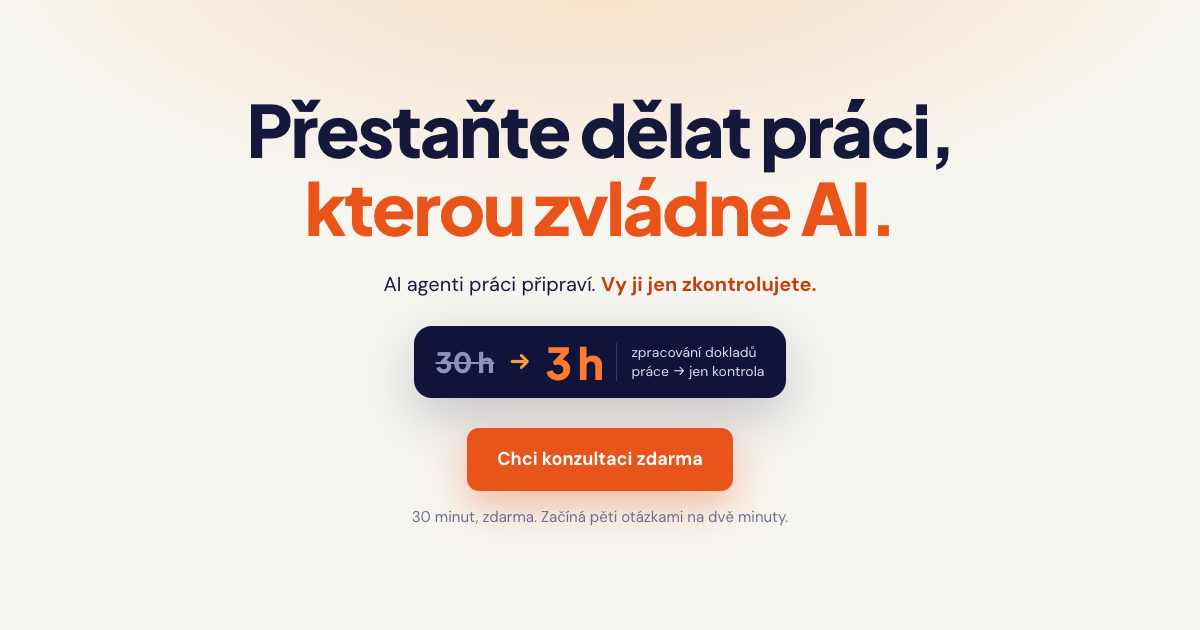 Přestaňte dělat práci,
kterou zvládne AI.
AI agenti práci připraví. Vy ji jen zkontrolujete.
30 h → 3 h
zpracování dokladů
práce → jen kontrola
Chci konzultaci zdarma
30 minut, zdarma. Začíná pěti otázkami na dvě minuty.